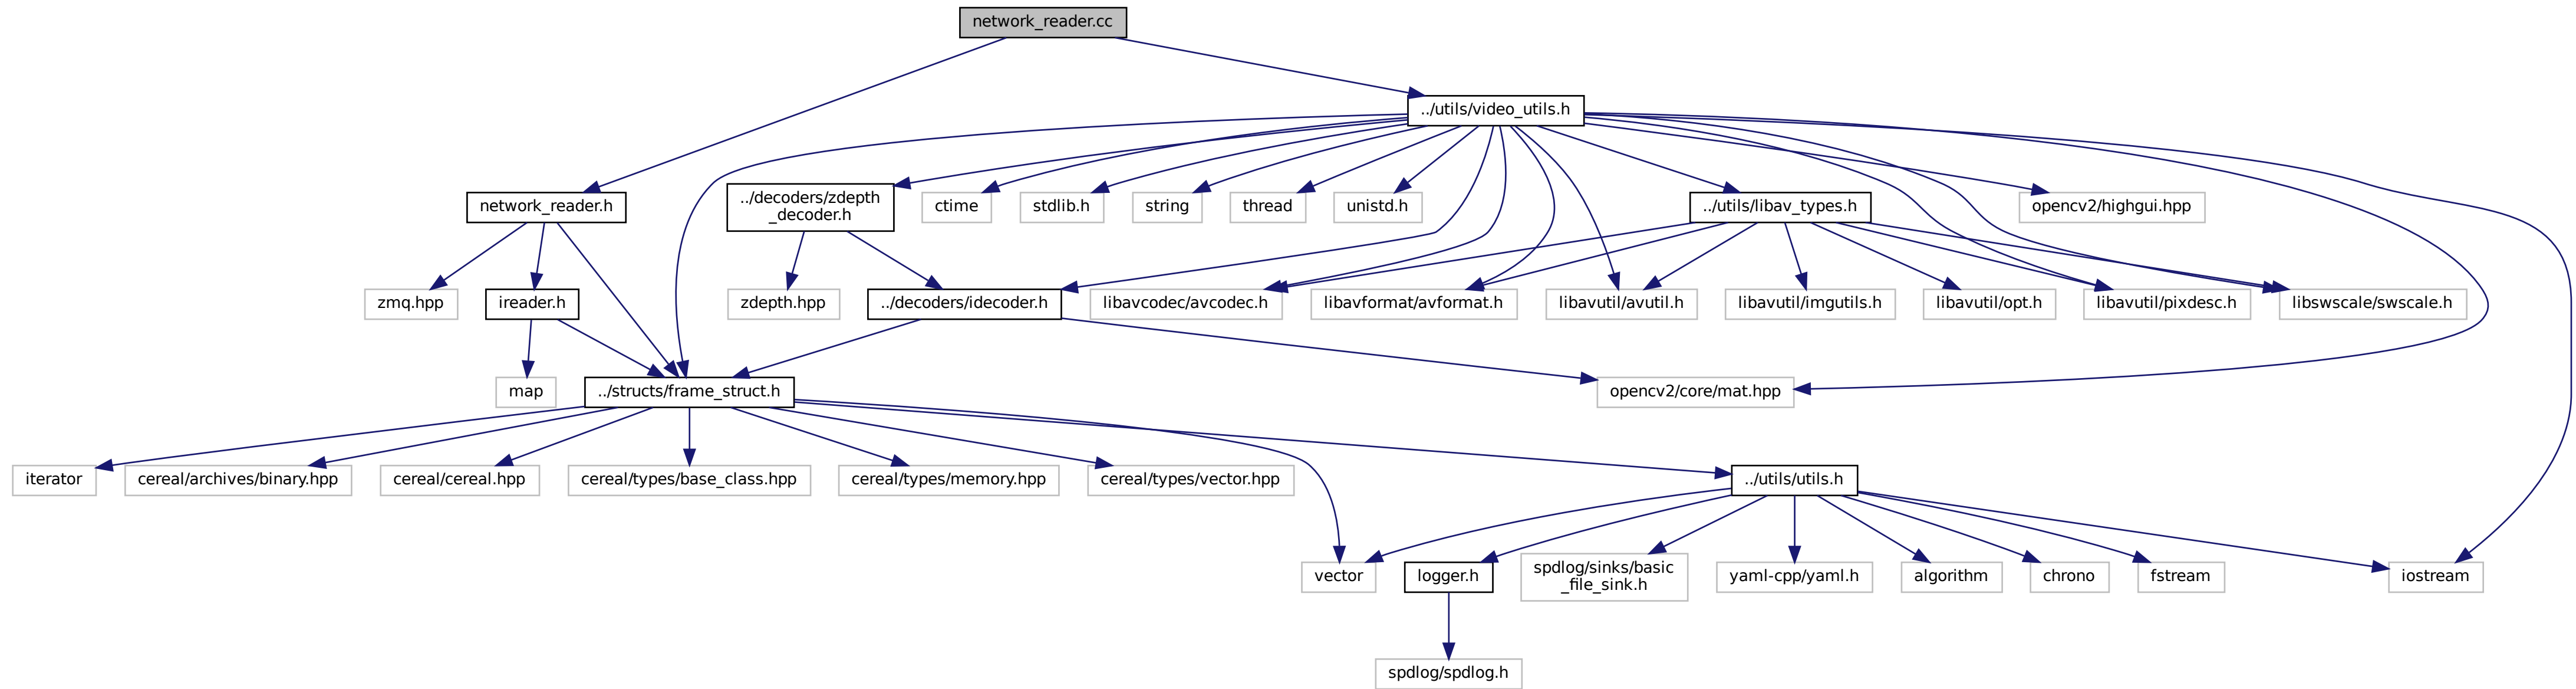 network_reader.cc
../utils/video_utils.h
network_reader.h
../decoders/zdepth
_decoder.h
ctime
stdlib.h
string
thread
unistd.h
../utils/libav_types.h
opencv2/highgui.hpp
zmq.hpp
ireader.h
zdepth.hpp
../decoders/idecoder.h
libavcodec/avcodec.h
libavformat/avformat.h
libavutil/avutil.h
libavutil/imgutils.h
libavutil/opt.h
libavutil/pixdesc.h
libswscale/swscale.h
map
../structs/frame_struct.h
opencv2/core/mat.hpp
iterator
cereal/archives/binary.hpp
cereal/cereal.hpp
cereal/types/base_class.hpp
cereal/types/memory.hpp
cereal/types/vector.hpp
../utils/utils.h
vector
logger.h
spdlog/sinks/basic
_file_sink.h
yaml-cpp/yaml.h
algorithm
chrono
fstream
iostream
spdlog/spdlog.h